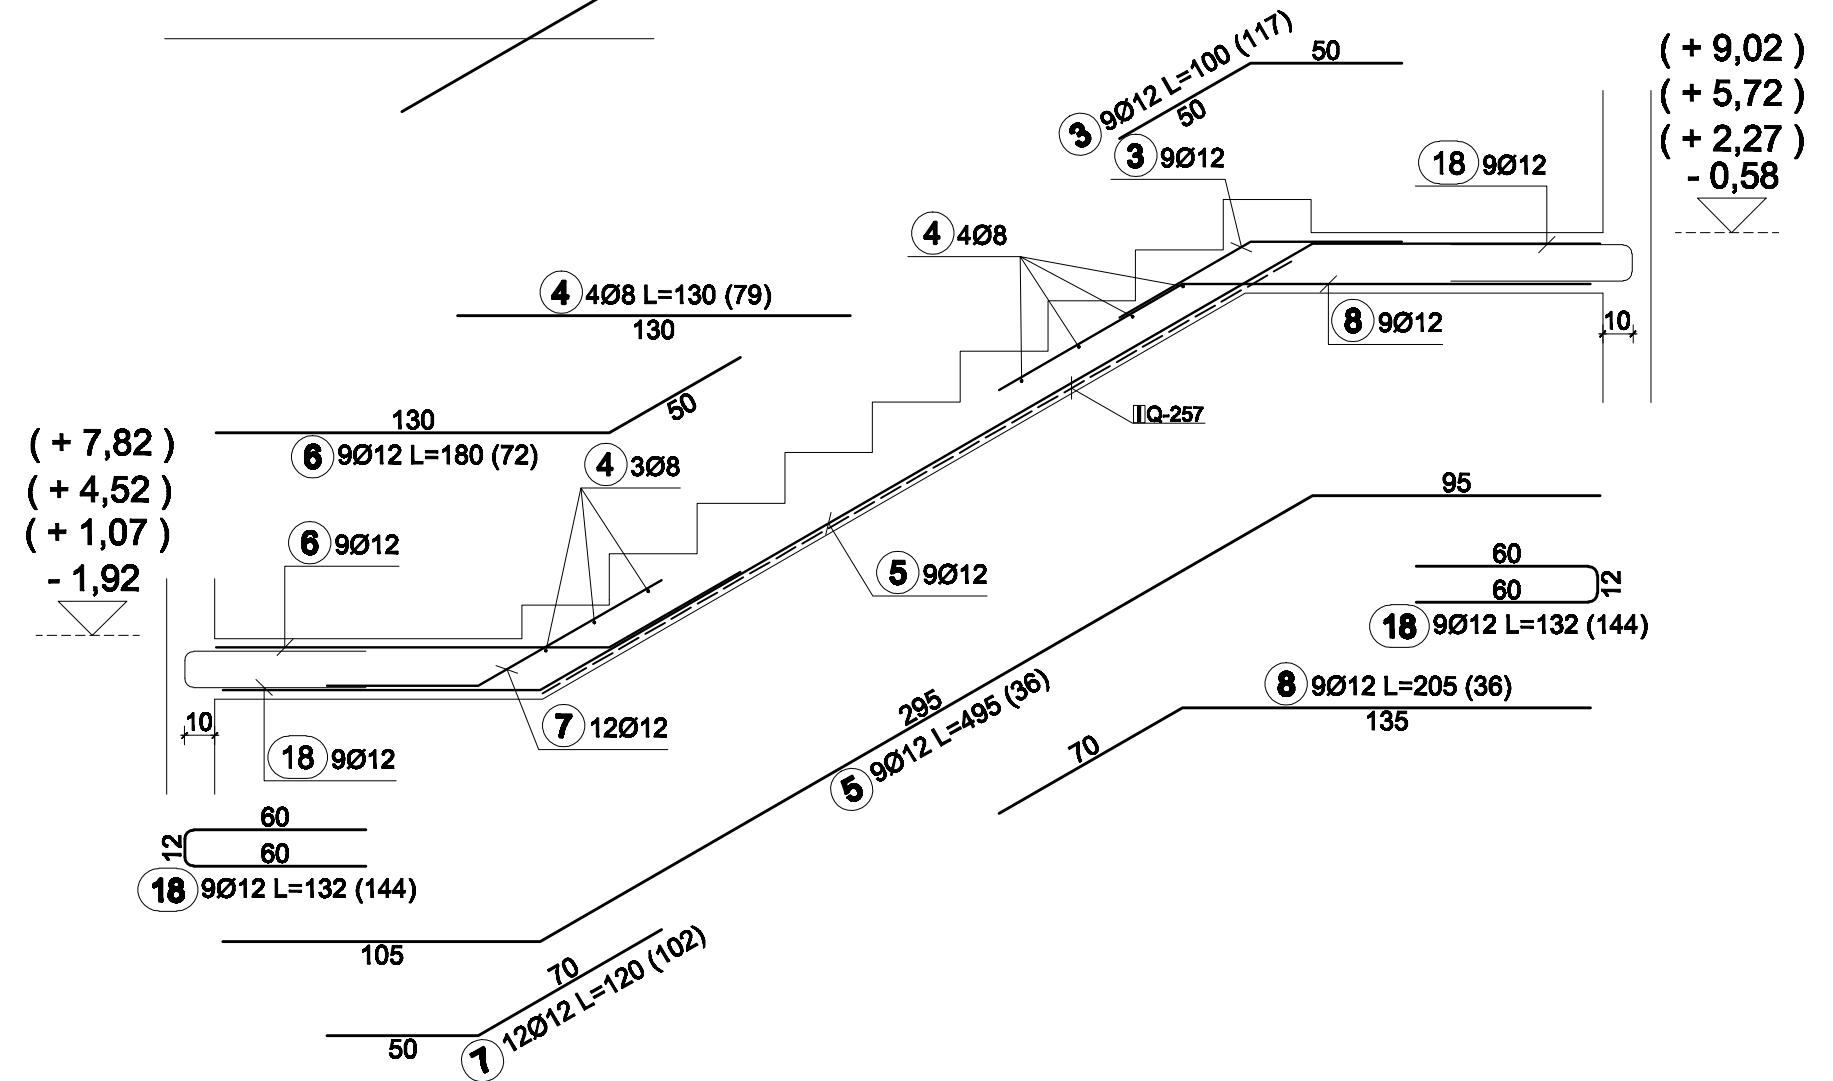 3 9Ø12 L=100 (117)
50
50
( + 9,02 )
( + 5,72 )
( + 2,27 )
- 0,58
3 9Ø12
18 9Ø12
4 4Ø8
4 4Ø8 L=130 (79)
130
8 9Ø12
10
130
50
6 9Ø12 L=180 (72)
Q-257
( + 7,82 )
( + 4,52 )
( + 1,07 )
- 1,92
4 3Ø8
6 9Ø12
5 9Ø12
95
60
60
12
18 9Ø12 L=132 (144)
10
7 12Ø12
18 9Ø12
295
5 9Ø12 L=495 (36)
8 9Ø12 L=205 (36)
135
70
60
60
12
18 9Ø12 L=132 (144)
105
70
7 12Ø12 L=120 (102)
50